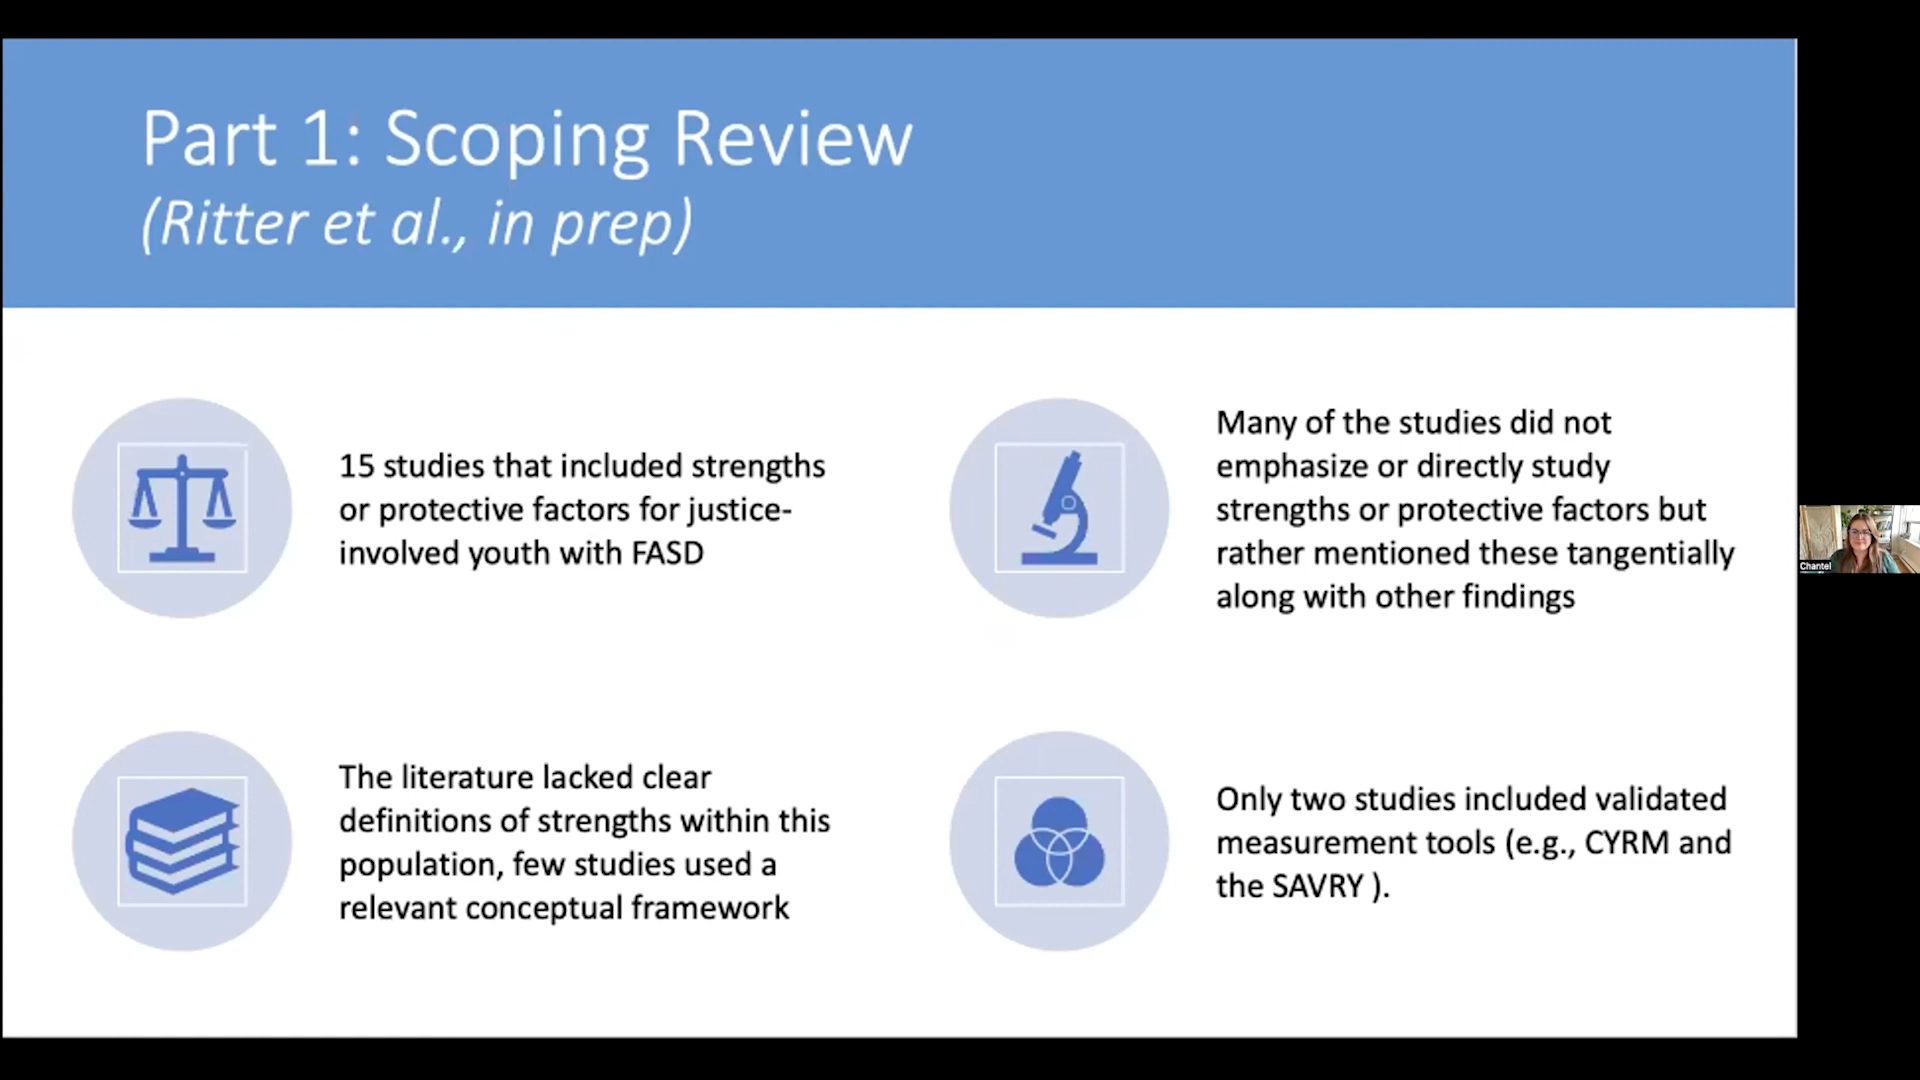 Part 1: Scoping Review
(Ritter et al., in prep)
15 studies that included strengths
or protective factors for justice-
involved youth with FASD
Many of the studies did not
emphasize or directly study
strengths or protective factors but
rather mentioned these tangentially
along with other findings
The literature lacked clear
definitions of strengths within this
population, few studies used a
relevant conceptual framework
Only two studies included validated
measurement tools (e.g., CYRM and
the SAVRY ).
Chantel